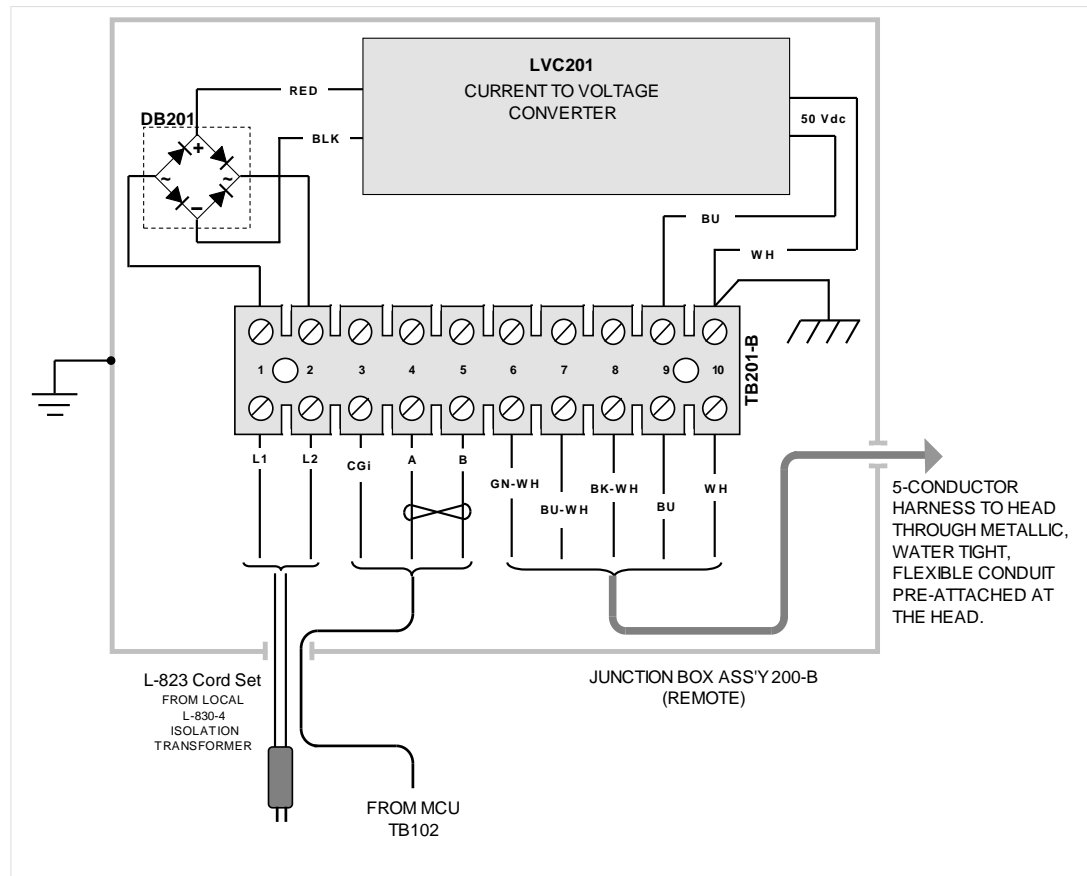 LVC201
CURRENT TO VOLTAGE
CONVERTER
RED
DB201
BLK
50 Vdc
+
~
~
−
BU
WH
1 2 3 4 5 6 7 8 9 10
TB201-B
L1 L2 CGi A B GN-WH BU-WH BK-WH BU WH
5-CONDUCTOR
HARNESS TO HEAD
THROUGH METALLIC,
WATER TIGHT,
FLEXIBLE CONDUIT
PRE-ATTACHED AT
THE HEAD.
L-823 Cord Set
FROM LOCAL
L-830-4
ISOLATION
TRANSFORMER
JUNCTION BOX ASS'Y 200-B
(REMOTE)
FROM MCU
TB102